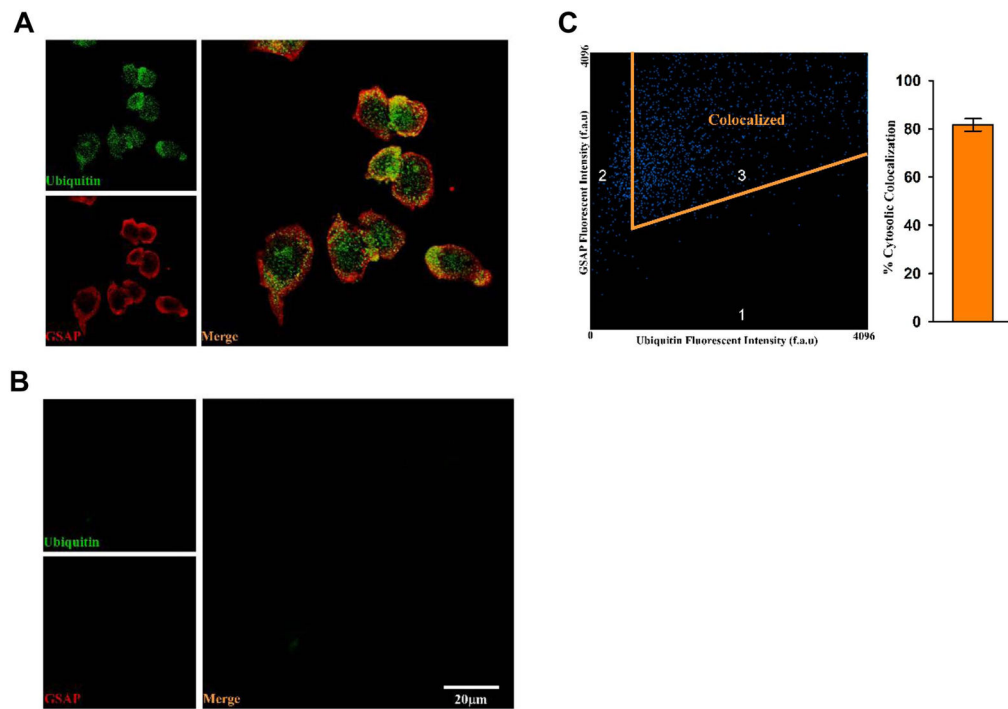 A
Ubiquitin
GSAP
Merge
B
Ubiquitin
GSAP
Merge
20µm
C
4096
GSAP Fluorescent Intensity (f.a.u)
Colocalized
2
3
1
0
Ubiquitin Fluorescent Intensity (f.a.u)
4096
% Cytosolic Colocalization
100
80
60
40
20
0